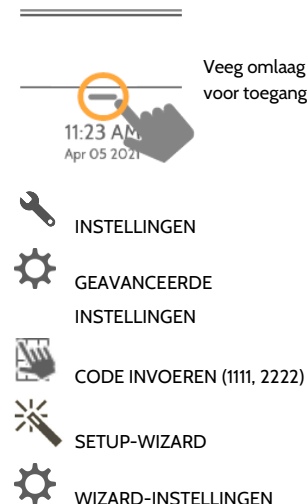 Veeg omlaag
voor toegang
11:23 AM
Apr 05 2021
INSTELLINGEN
GEAVANCEERDE
INSTELLINGEN
CODE INVOEREN (1111, 2222)
SETUP-WIZARD
WIZARD-INSTELLINGEN